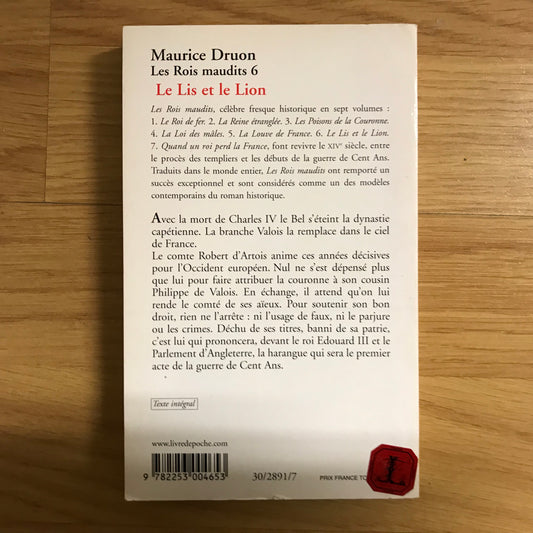 Maurice Druon
Les Rois maudits 6
Le Lis et le Lion
Les Rois maudits, célèbre fresque historique en sept volumes :
1. Le Roi de fer. 2. La Reine étranglée. 3. Les Poisons de la Couronne.
4. La Loi des mâles. 5. La Louve de France. 6. Le Lis et le Lion.
7. Quand un roi perd la France, font revivre le XIVe siècle, entre
le procès des templiers et les débuts de la guerre de Cent Ans.
Traduits dans le monde entier, Les Rois maudits ont remporté un
succès exceptionnel et sont considérés comme un des modèles
contemporains du roman historique.
Avec la mort de Charles IV le Bel s'éteint la dynastie
capétienne. La branche Valois la remplace dans le ciel
de France.
Le comte Robert d'Artois anime ces années décisives
pour l'Occident européen. Nul ne s'est dépensé plus
que lui pour faire attribuer la couronne à son cousin
Philippe de Valois. En échange, il attend qu'on lui
rende le comté de ses aïeux. Pour soutenir son bon
droit, rien ne l'arrête : ni l'usage de faux, ni le parjure
ou les crimes. Déchu de ses titres, banni de sa patrie,
c'est lui qui prononcera, devant le roi Edouard III et le
Parlement d'Angleterre, la harangue qui sera le premier
acte de la guerre de Cent Ans.
Texte intégral
www.livredepoche.com
9 782253 004653
30/2891/7
PRIX FRANCE